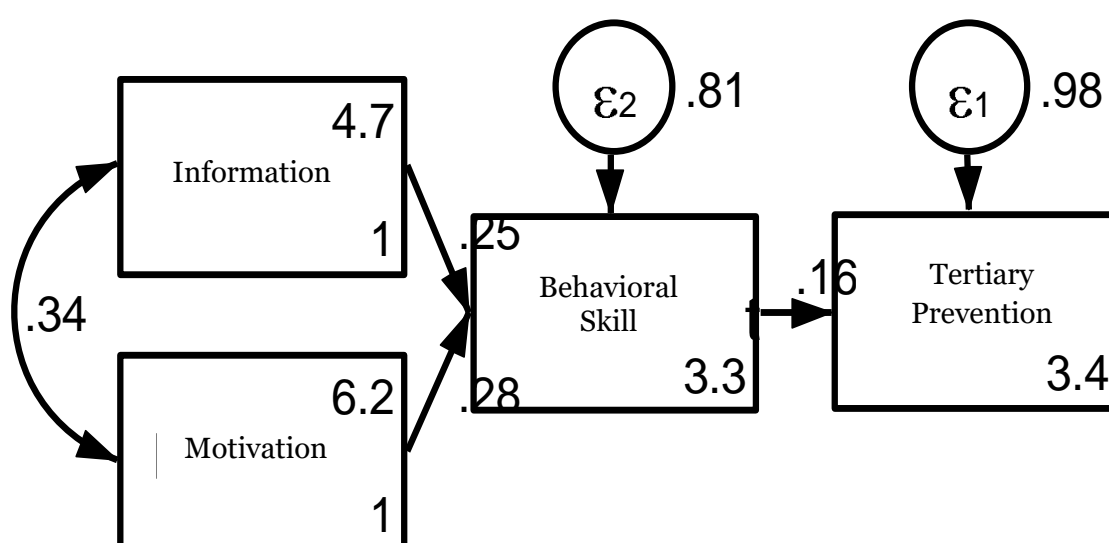 ε2 .81
ε1 .98
4.7
Information
1
.25
.34
Behavioral
Skill
3.3
.16
Tertiary
Prevention
3.4
6.2
.28
Motivation
1